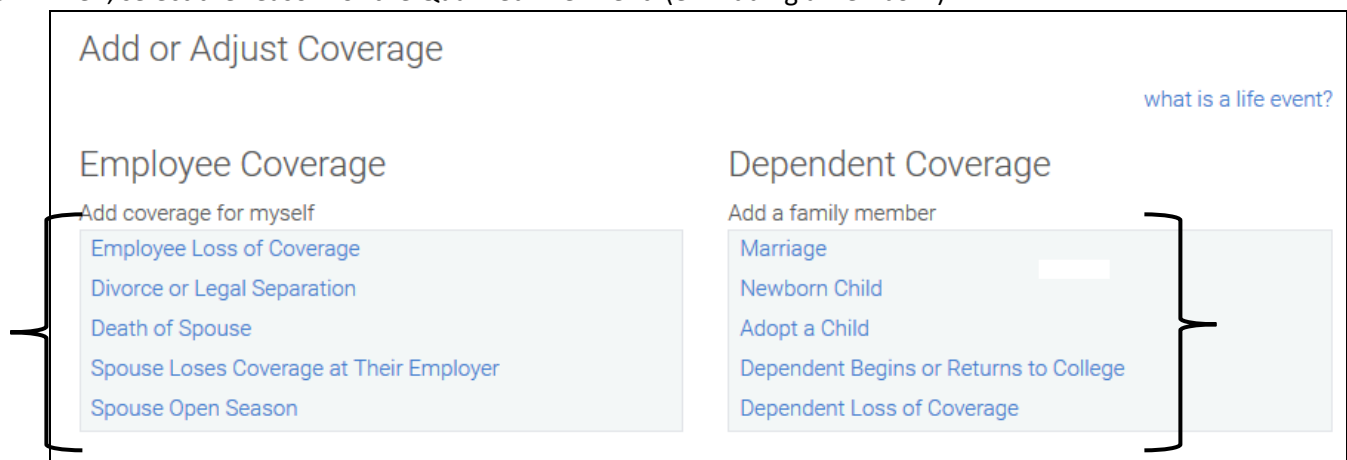 Add or Adjust Coverage
what is a life event?
Employee Coverage
Add coverage for myself
Employee Loss of Coverage
Divorce or Legal Separation
Death of Spouse
Spouse Loses Coverage at Their Employer
Spouse Open Season
Dependent Coverage
Add a family member
Marriage
Newborn Child
Adopt a Child
Dependent Begins or Returns to College
Dependent Loss of Coverage